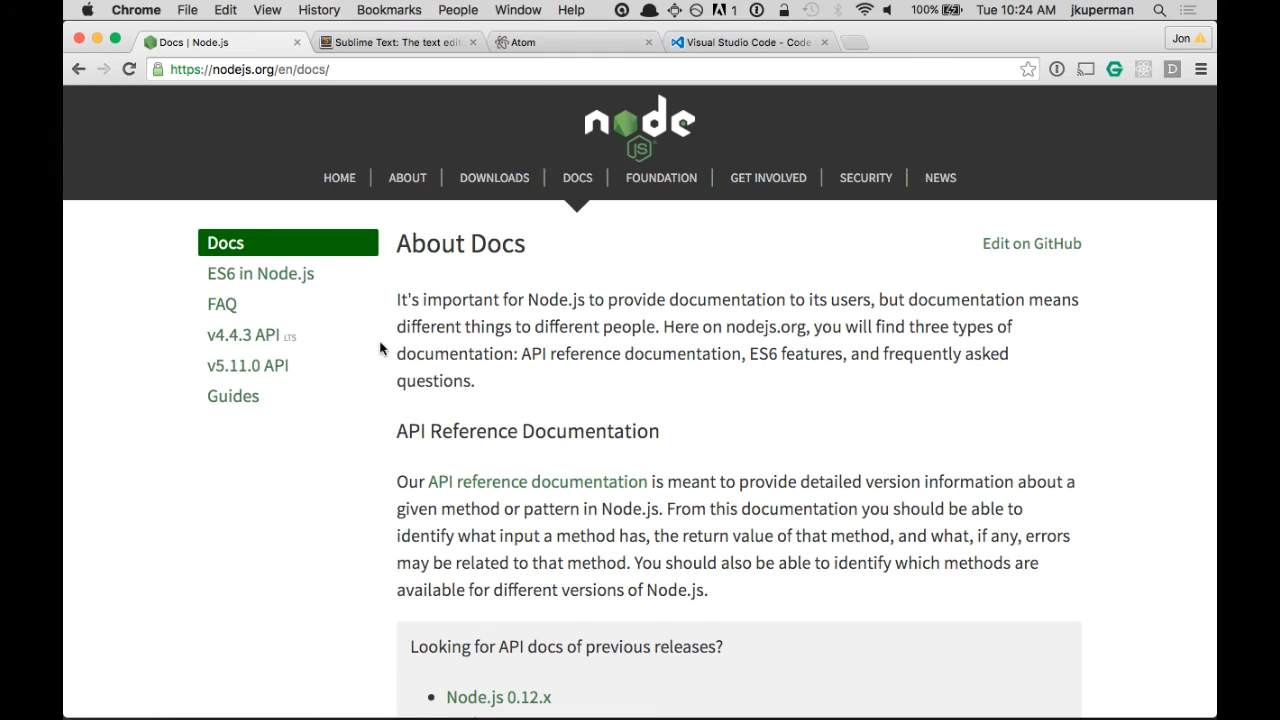 Chrome File Edit View History Bookmarks People Window Help 1 100% Tue 10:24 AM jkuperman
Docs | Node.js × Sublime Text: The text edit × Atom × Visual Studio Code - Code × Jon
https://nodejs.org/en/docs/
node
JS
HOME | ABOUT | DOWNLOADS | DOCS | FOUNDATION | GET INVOLVED | SECURITY | NEWS
Docs
ES6 in Node.js
FAQ
v4.4.3 API LTS
v5.11.0 API
Guides
About Docs
Edit on GitHub
It's important for Node.js to provide documentation to its users, but documentation means
different things to different people. Here on nodejs.org, you will find three types of
documentation: API reference documentation, ES6 features, and frequently asked
questions.
API Reference Documentation
Our API reference documentation is meant to provide detailed version information about a
given method or pattern in Node.js. From this documentation you should be able to
identify what input a method has, the return value of that method, and what, if any, errors
may be related to that method. You should also be able to identify which methods are
available for different versions of Node.js.
Looking for API docs of previous releases?
• Node.js 0.12.x